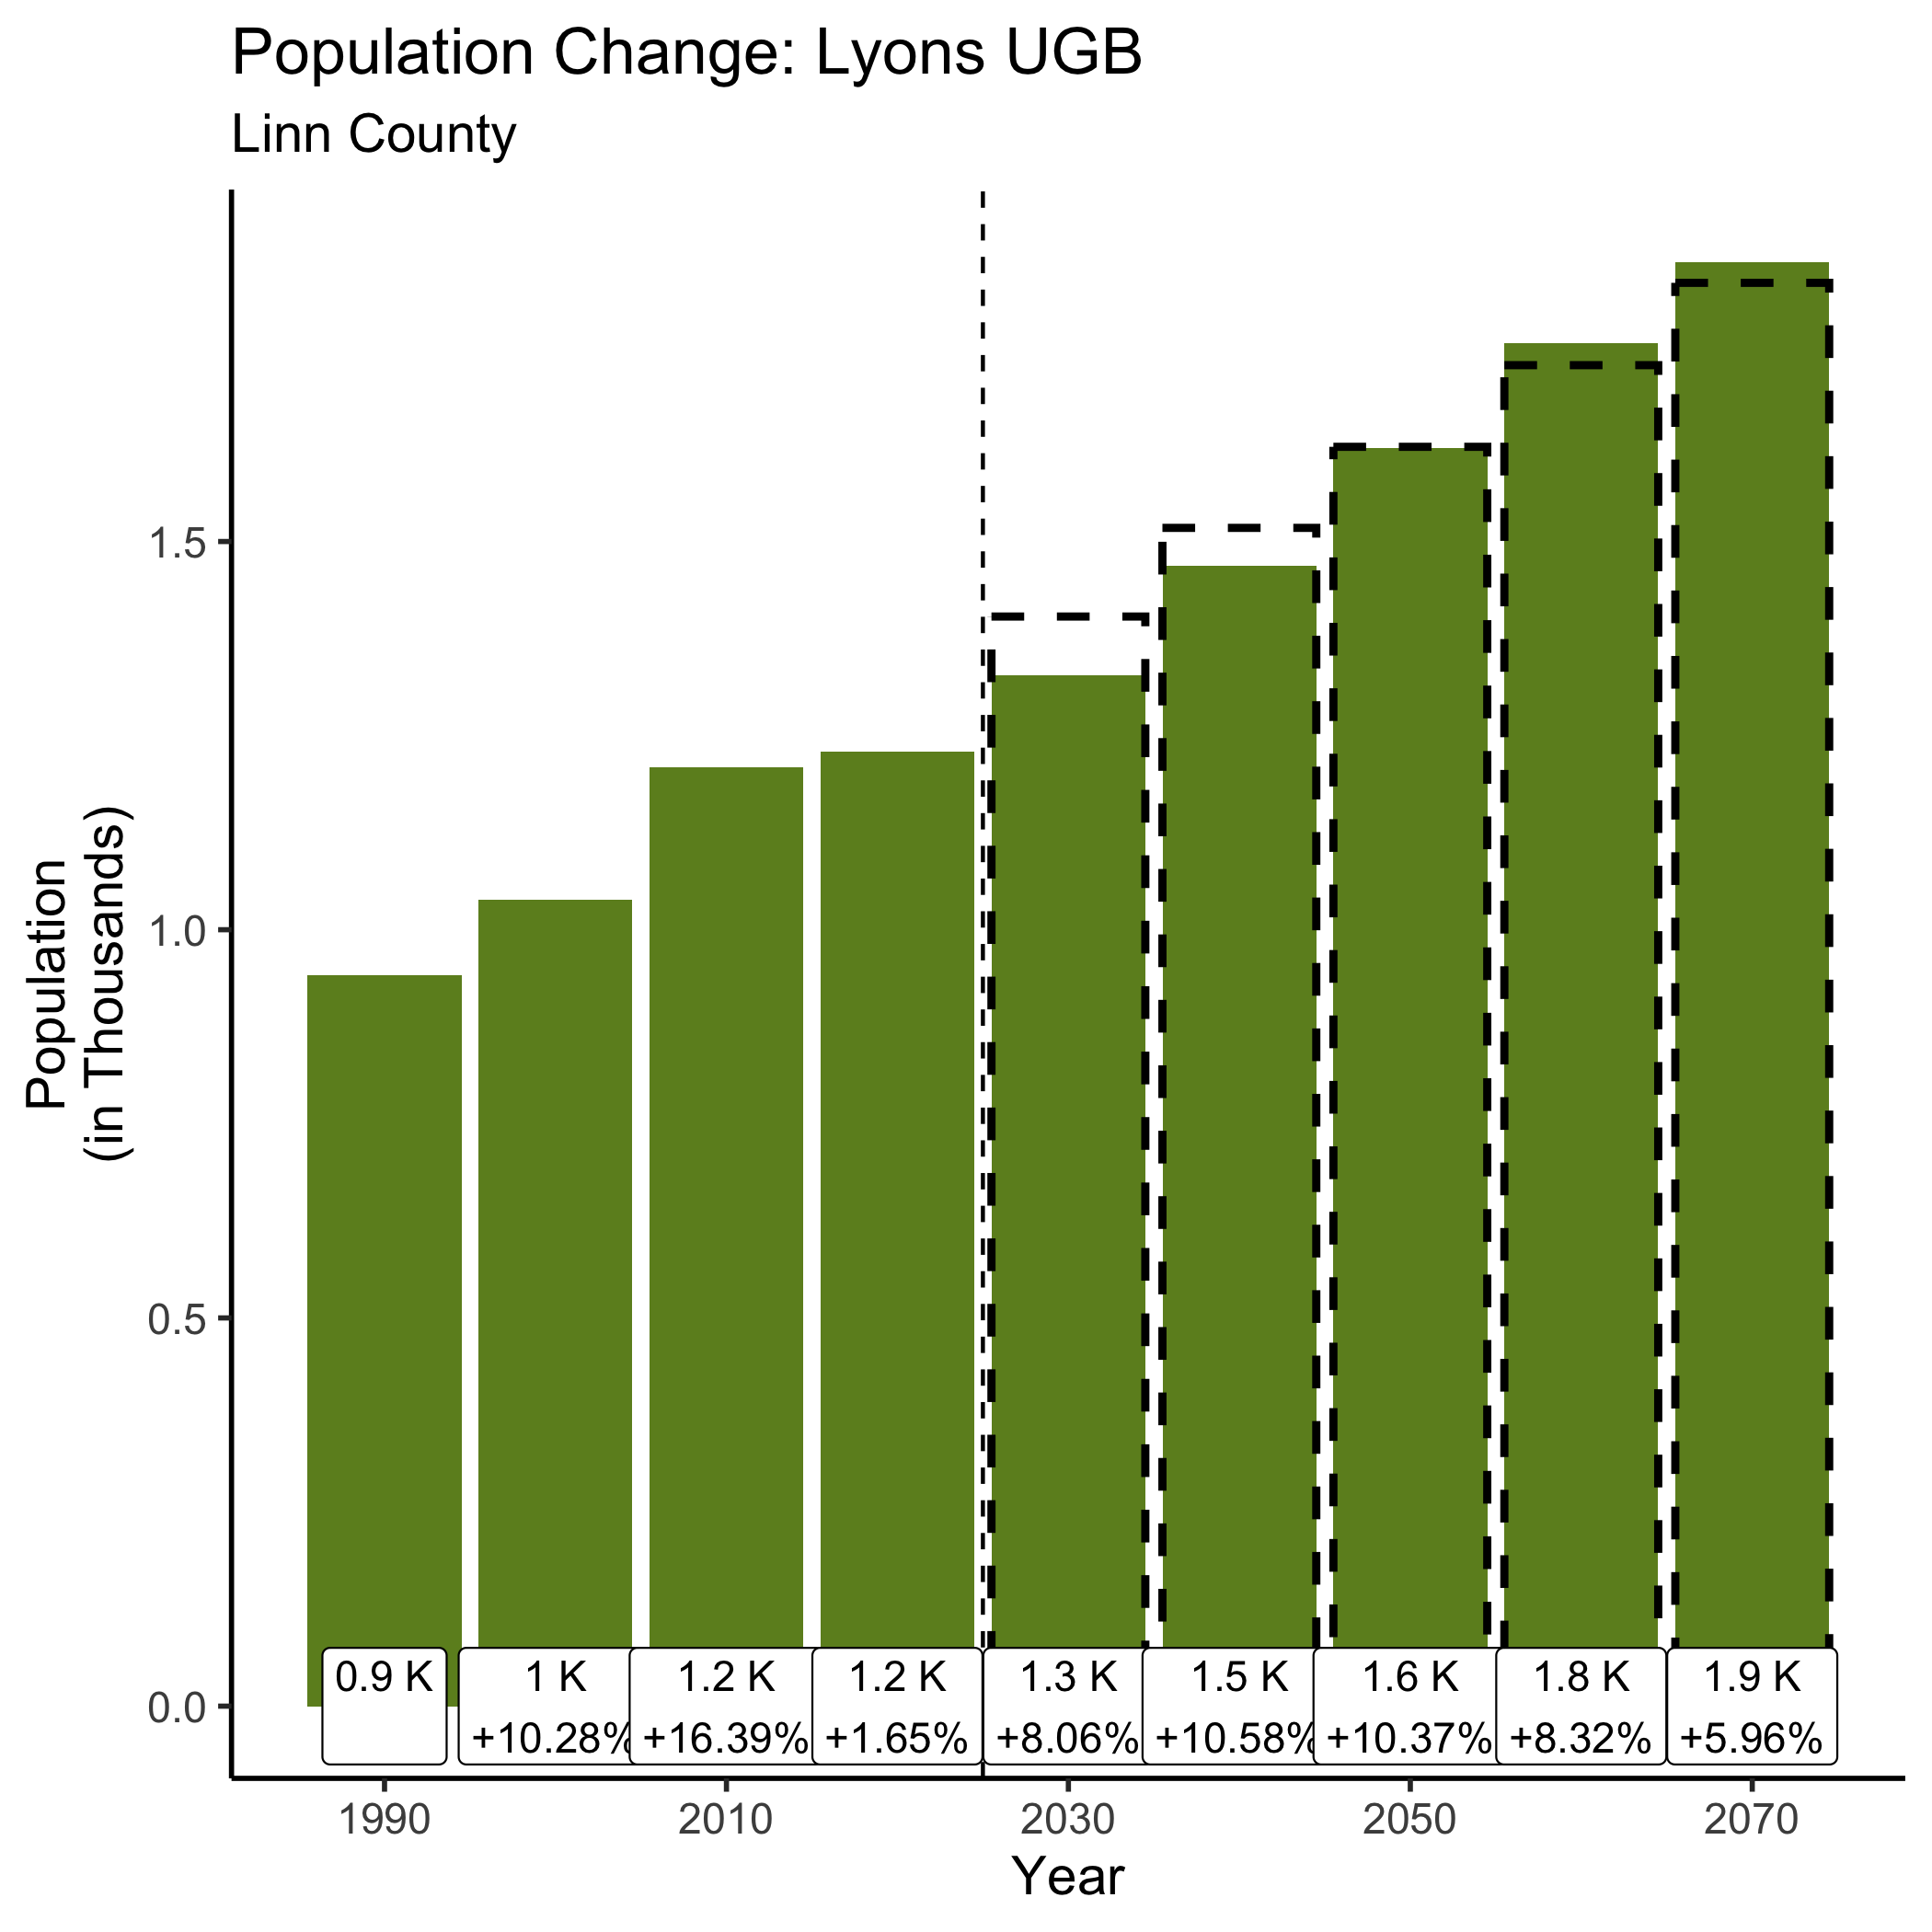 Population Change: Lyons UGB
Linn County
Population
(in Thousands)
1.5
1.0
0.5
0.0
0.9 K
1 K
+10.28%
1.2 K
+16.39%
1.2 K
+1.65%
1.3 K
+8.06%
1.5 K
+10.58%
1.6 K
+10.37%
1.8 K
+8.32%
1.9 K
+5.96%
1990
2010
2030
2050
2070
Year